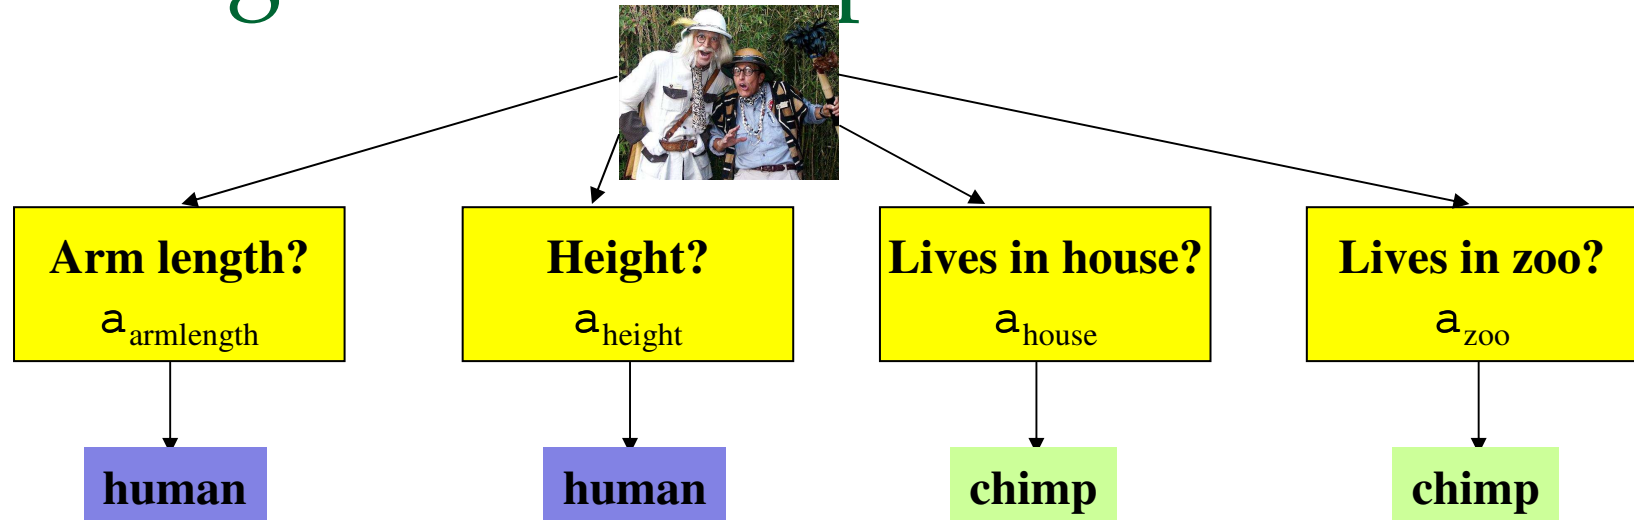 Arm length?
a armlength
Height?
a height
Lives in house?
a house
Lives in zoo?
a zoo
human
human
chimp
chimp